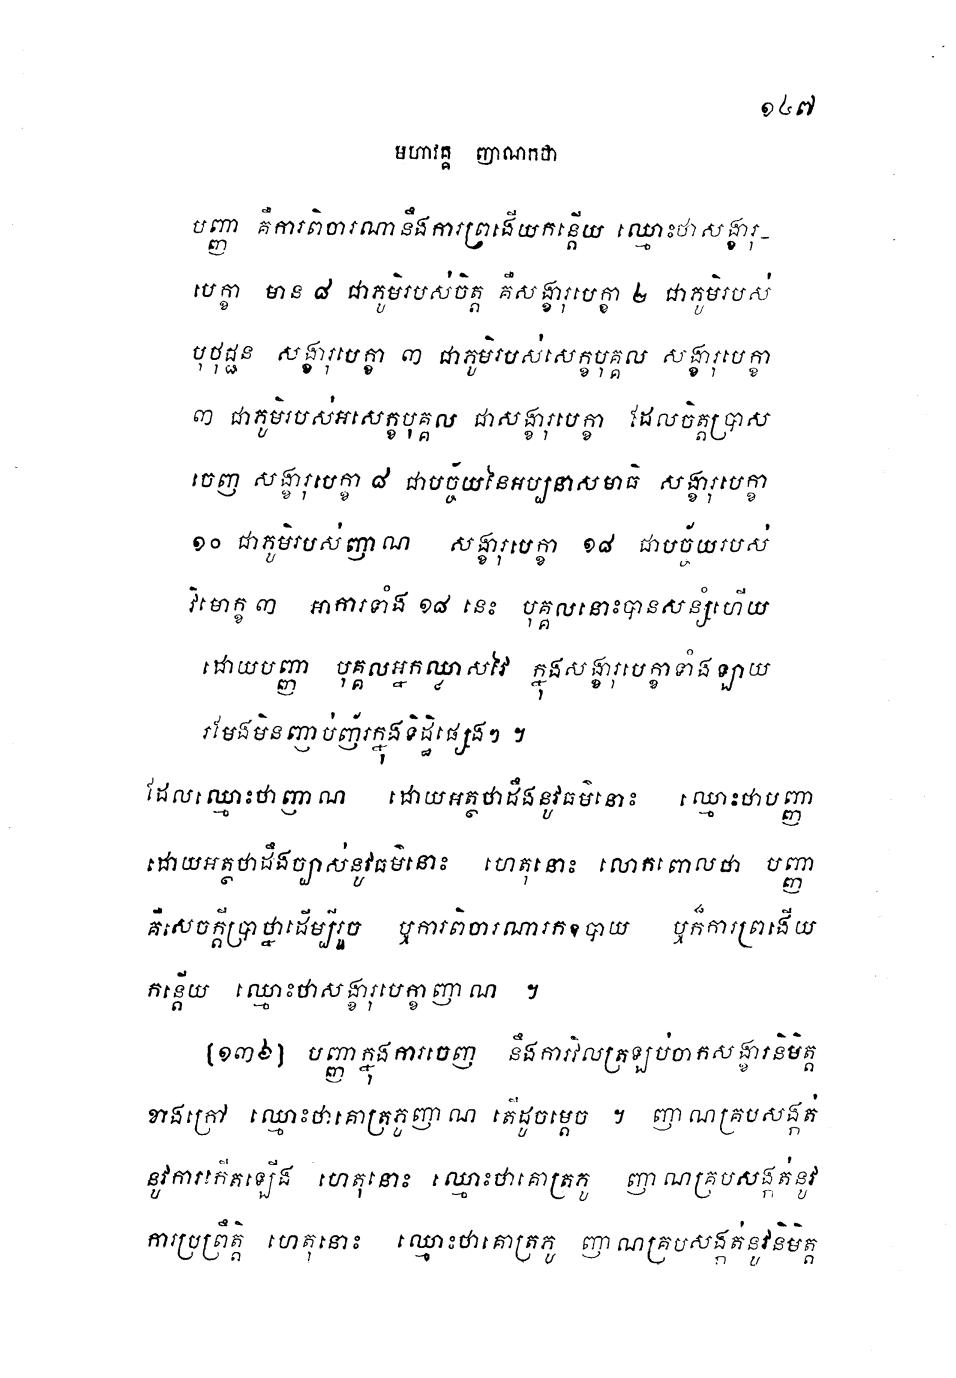 ១៤៧
មហាវគ្គ ញាណកថា
បញ្ញា គឺការពិចារណានឹងការព្រងើយកន្តើយ ឈ្មោះថាសង្ខារុ-
បេក្ខា មាន ៨ ជាភូមិរបស់ចិត្ត គឺសង្ខារុបេក្ខា ២ ជាភូមិរបស់
បុថុជ្ជន សង្ខារុបេក្ខា ៣ ជាភូមិរបស់សេក្ខបុគ្គល សង្ខារុបេក្ខា
៣ ជាភូមិរបស់អសេក្ខបុគ្គល ជាសង្ខារុបេក្ខា ដែលចិត្តប្រាស
ចេញ សង្ខារុបេក្ខា ៨ ជាបច្ច័យនៃអប្បនាសមាធិ សង្ខារុបេក្ខា
១០ ជាភូមិរបស់ញាណ សង្ខារុបេក្ខា ១៨ ជាបច្ច័យរបស់
វិមោក្ខ ៣ អាការទាំង ១៨ នេះ បុគ្គលនោះបានសន្សំហើយ
ដោយបញ្ញា បុគ្គលអ្នកឈ្លាសវៃ ក្នុងសង្ខារុបេក្ខាទាំងឡាយ
រមែងមិនញាប់ញ័រក្នុងទិដ្ឋិផ្សេងៗ ។
ដែលឈ្មោះថាញាណ ដោយអត្ថថាដឹងនូវធម៌នោះ ឈ្មោះថាបញ្ញា
ដោយអត្ថថាដឹងច្បាស់នូវធម៌នោះ ហេតុនោះ លោកពោលថា បញ្ញា
គឺសេចក្តីប្រាថ្នាដើម្បីរួច ឬការពិចារណារកឧបាយ ឬក៏ការព្រងើយ
កន្តើយ ឈ្មោះថាសង្ខារុបេក្ខាញាណ ។
[១៣៦] បញ្ញាក្នុងការចេញ នឹងការវិលត្រឡប់ចាកសង្ខារនិមិត្ត
ខាងក្រៅ ឈ្មោះថាគោត្រភូញាណ តើដូចម្តេច ។ ញាណគ្របសង្កត់
នូវការកើតឡើង ហេតុនោះ ឈ្មោះថាគោត្រភូ ញាណគ្របសង្កត់នូវ
ការប្រព្រឹត្តិ ហេតុនោះ ឈ្មោះថាគោត្រភូ ញាណគ្របសង្កត់នូវនិមិត្ត